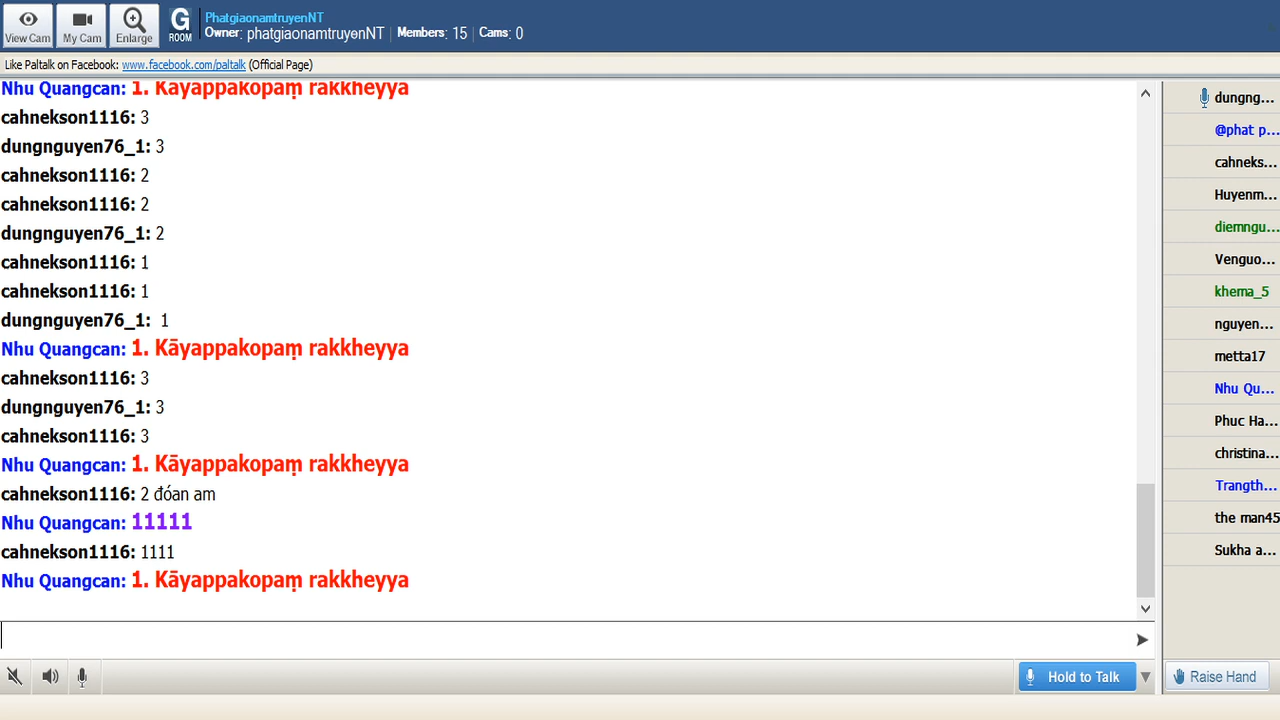 View Cam
My Cam
Enlarge
G
ROOM
PhatgiaonamtruyenNT
Owner: phatgiaonamtruyenNT
Members: 15
Cams: 0
Like Paltalk on Facebook: www.facebook.com/paltalk (Official Page)
Nhu Quangcan: 1. Kāyappakopaṃ rakkheyya
cahnekson1116: 3
dungnguyen76_1: 3
cahnekson1116: 2
cahnekson1116: 2
dungnguyen76_1: 2
cahnekson1116: 1
cahnekson1116: 1
dungnguyen76_1: 1
Nhu Quangcan: 1. Kāyappakopaṃ rakkheyya
cahnekson1116: 3
dungnguyen76_1: 3
cahnekson1116: 3
Nhu Quangcan: 1. Kāyappakopaṃ rakkheyya
cahnekson1116: 2 đóan am
Nhu Quangcan: 11111
cahnekson1116: 1111
Nhu Quangcan: 1. Kāyappakopaṃ rakkheyya
dungng...
@phat p...
cahneks...
Huyenm...
diemngu...
Venguo...
khema_5
nguyen...
metta17
Nhu Qu...
Phuc Ha...
christina...
Trangth...
the man45
Sukha a...
Hold to Talk
Raise Hand